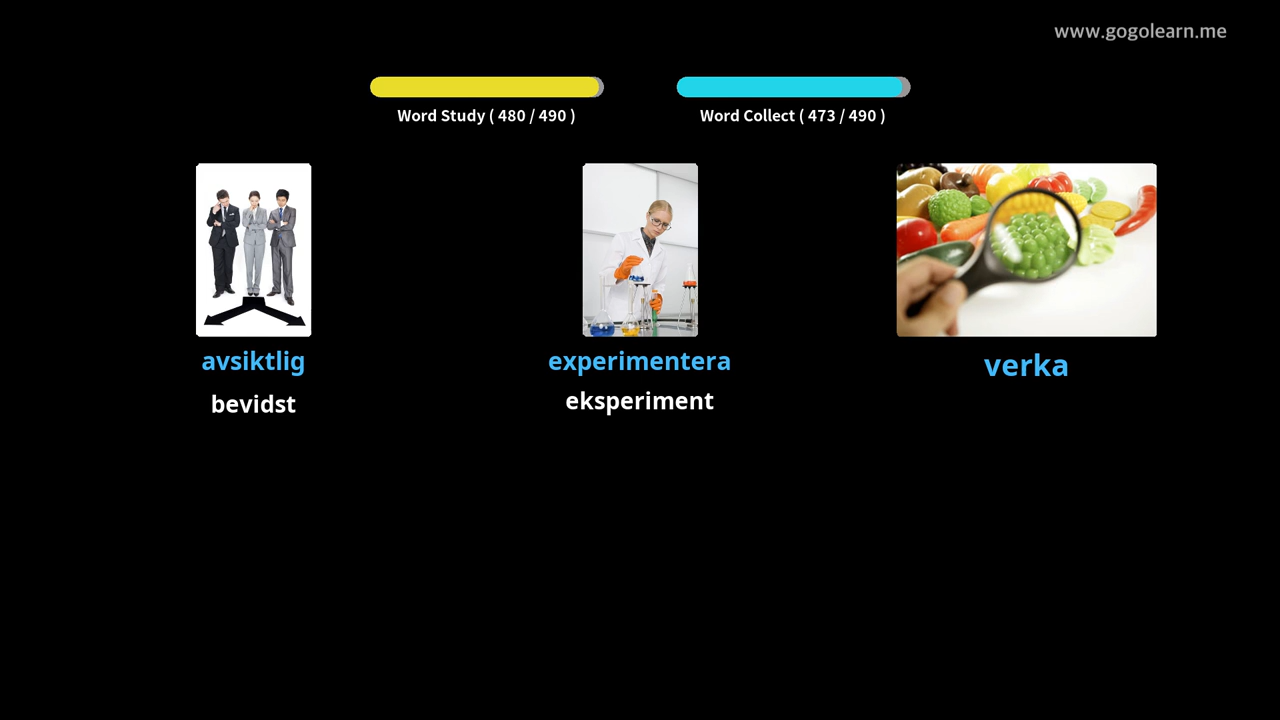 www.gogolearn.me
Word Study ( 480 / 490 )
Word Collect ( 473 / 490 )
avsiktlig
bevidst
experimentera
eksperiment
verka